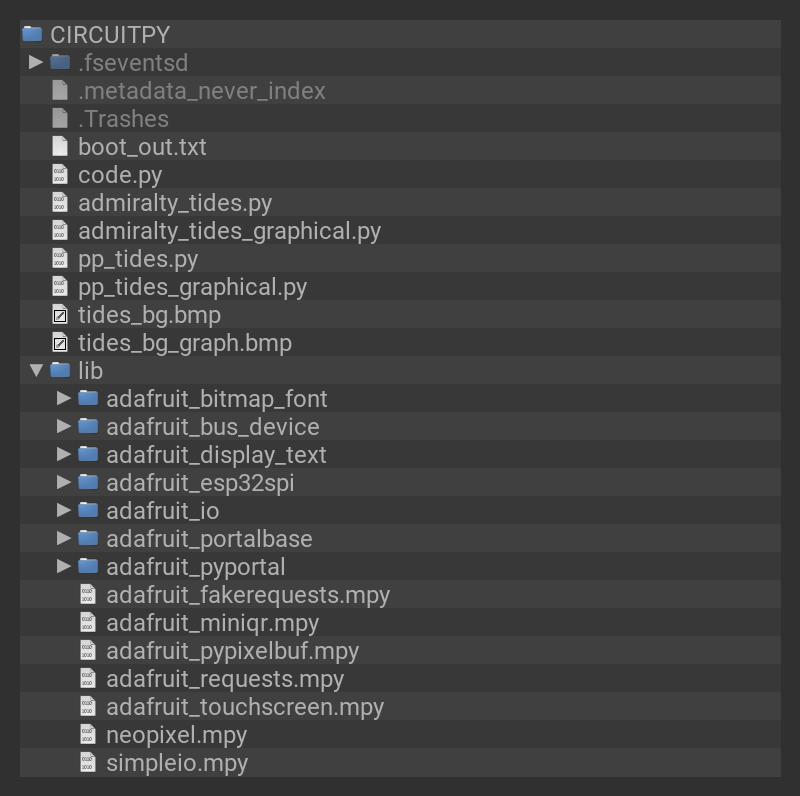 CIRCUITPY
.fseventsd
.metadata_never_index
.Trashes
boot_out.txt
code.py
admiralty_tides.py
admiralty_tides_graphical.py
pp_tides.py
pp_tides_graphical.py
tides_bg.bmp
tides_bg_graph.bmp
lib
adafruit_bitmap_font
adafruit_bus_device
adafruit_display_text
adafruit_esp32spi
adafruit_io
adafruit_portalbase
adafruit_pyportal
adafruit_fakerequests.mpy
adafruit_miniqr.mpy
adafruit_pypixelbuf.mpy
adafruit_requests.mpy
adafruit_touchscreen.mpy
neopixel.mpy
simpleio.mpy